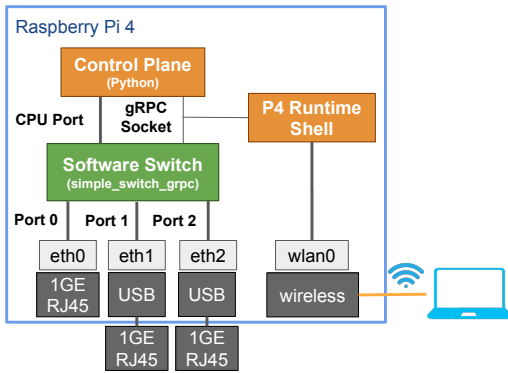 Raspberry Pi 4
Control Plane
(Python)
CPU Port
gRPC
Socket
P4 Runtime
Shell
Software Switch
(simple_switch_grpc)
Port 0
Port 1
Port 2
eth0
eth1
eth2
wlan0
1GE
RJ45
USB
USB
wireless
1GE
RJ45
1GE
RJ45